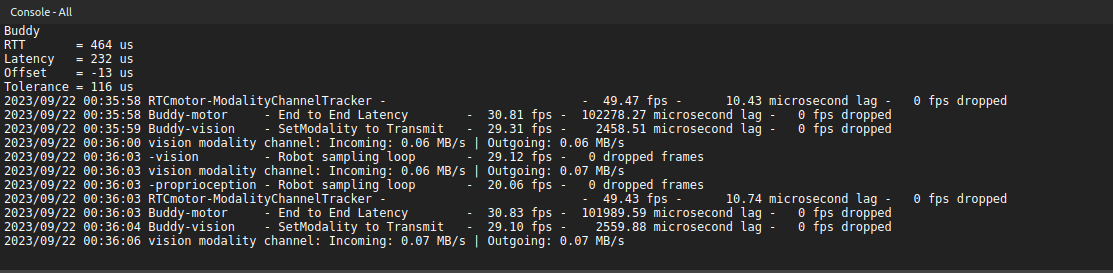 Console - All
Buddy
RTT       = 464 us
Latency   = 232 us
Offset    = -13 us
Tolerance = 116 us
2023/09/22 00:35:58 RTCmotor-ModalityChannelTracker -                           -  49.47 fps -      10.43 microsecond lag -   0 fps dropped
2023/09/22 00:35:58 Buddy-motor     - End to End Latency        -  30.81 fps -  102278.27 microsecond lag -   0 fps dropped
2023/09/22 00:35:59 Buddy-vision    - SetModality to Transmit   -  29.31 fps -    2458.51 microsecond lag -   0 fps dropped
2023/09/22 00:36:00 vision modality channel: Incoming: 0.06 MB/s | Outgoing: 0.06 MB/s
2023/09/22 00:36:03 -vision         - Robot sampling loop       -  29.12 fps -   0 dropped frames
2023/09/22 00:36:03 vision modality channel: Incoming: 0.06 MB/s | Outgoing: 0.07 MB/s
2023/09/22 00:36:03 -proprioception - Robot sampling loop       -  20.06 fps -   0 dropped frames
2023/09/22 00:36:03 RTCmotor-ModalityChannelTracker -                           -  49.43 fps -      10.74 microsecond lag -   0 fps dropped
2023/09/22 00:36:03 Buddy-motor     - End to End Latency        -  30.83 fps -  101989.59 microsecond lag -   0 fps dropped
2023/09/22 00:36:04 Buddy-vision    - SetModality to Transmit   -  29.10 fps -    2559.88 microsecond lag -   0 fps dropped
2023/09/22 00:36:06 vision modality channel: Incoming: 0.07 MB/s | Outgoing: 0.07 MB/s